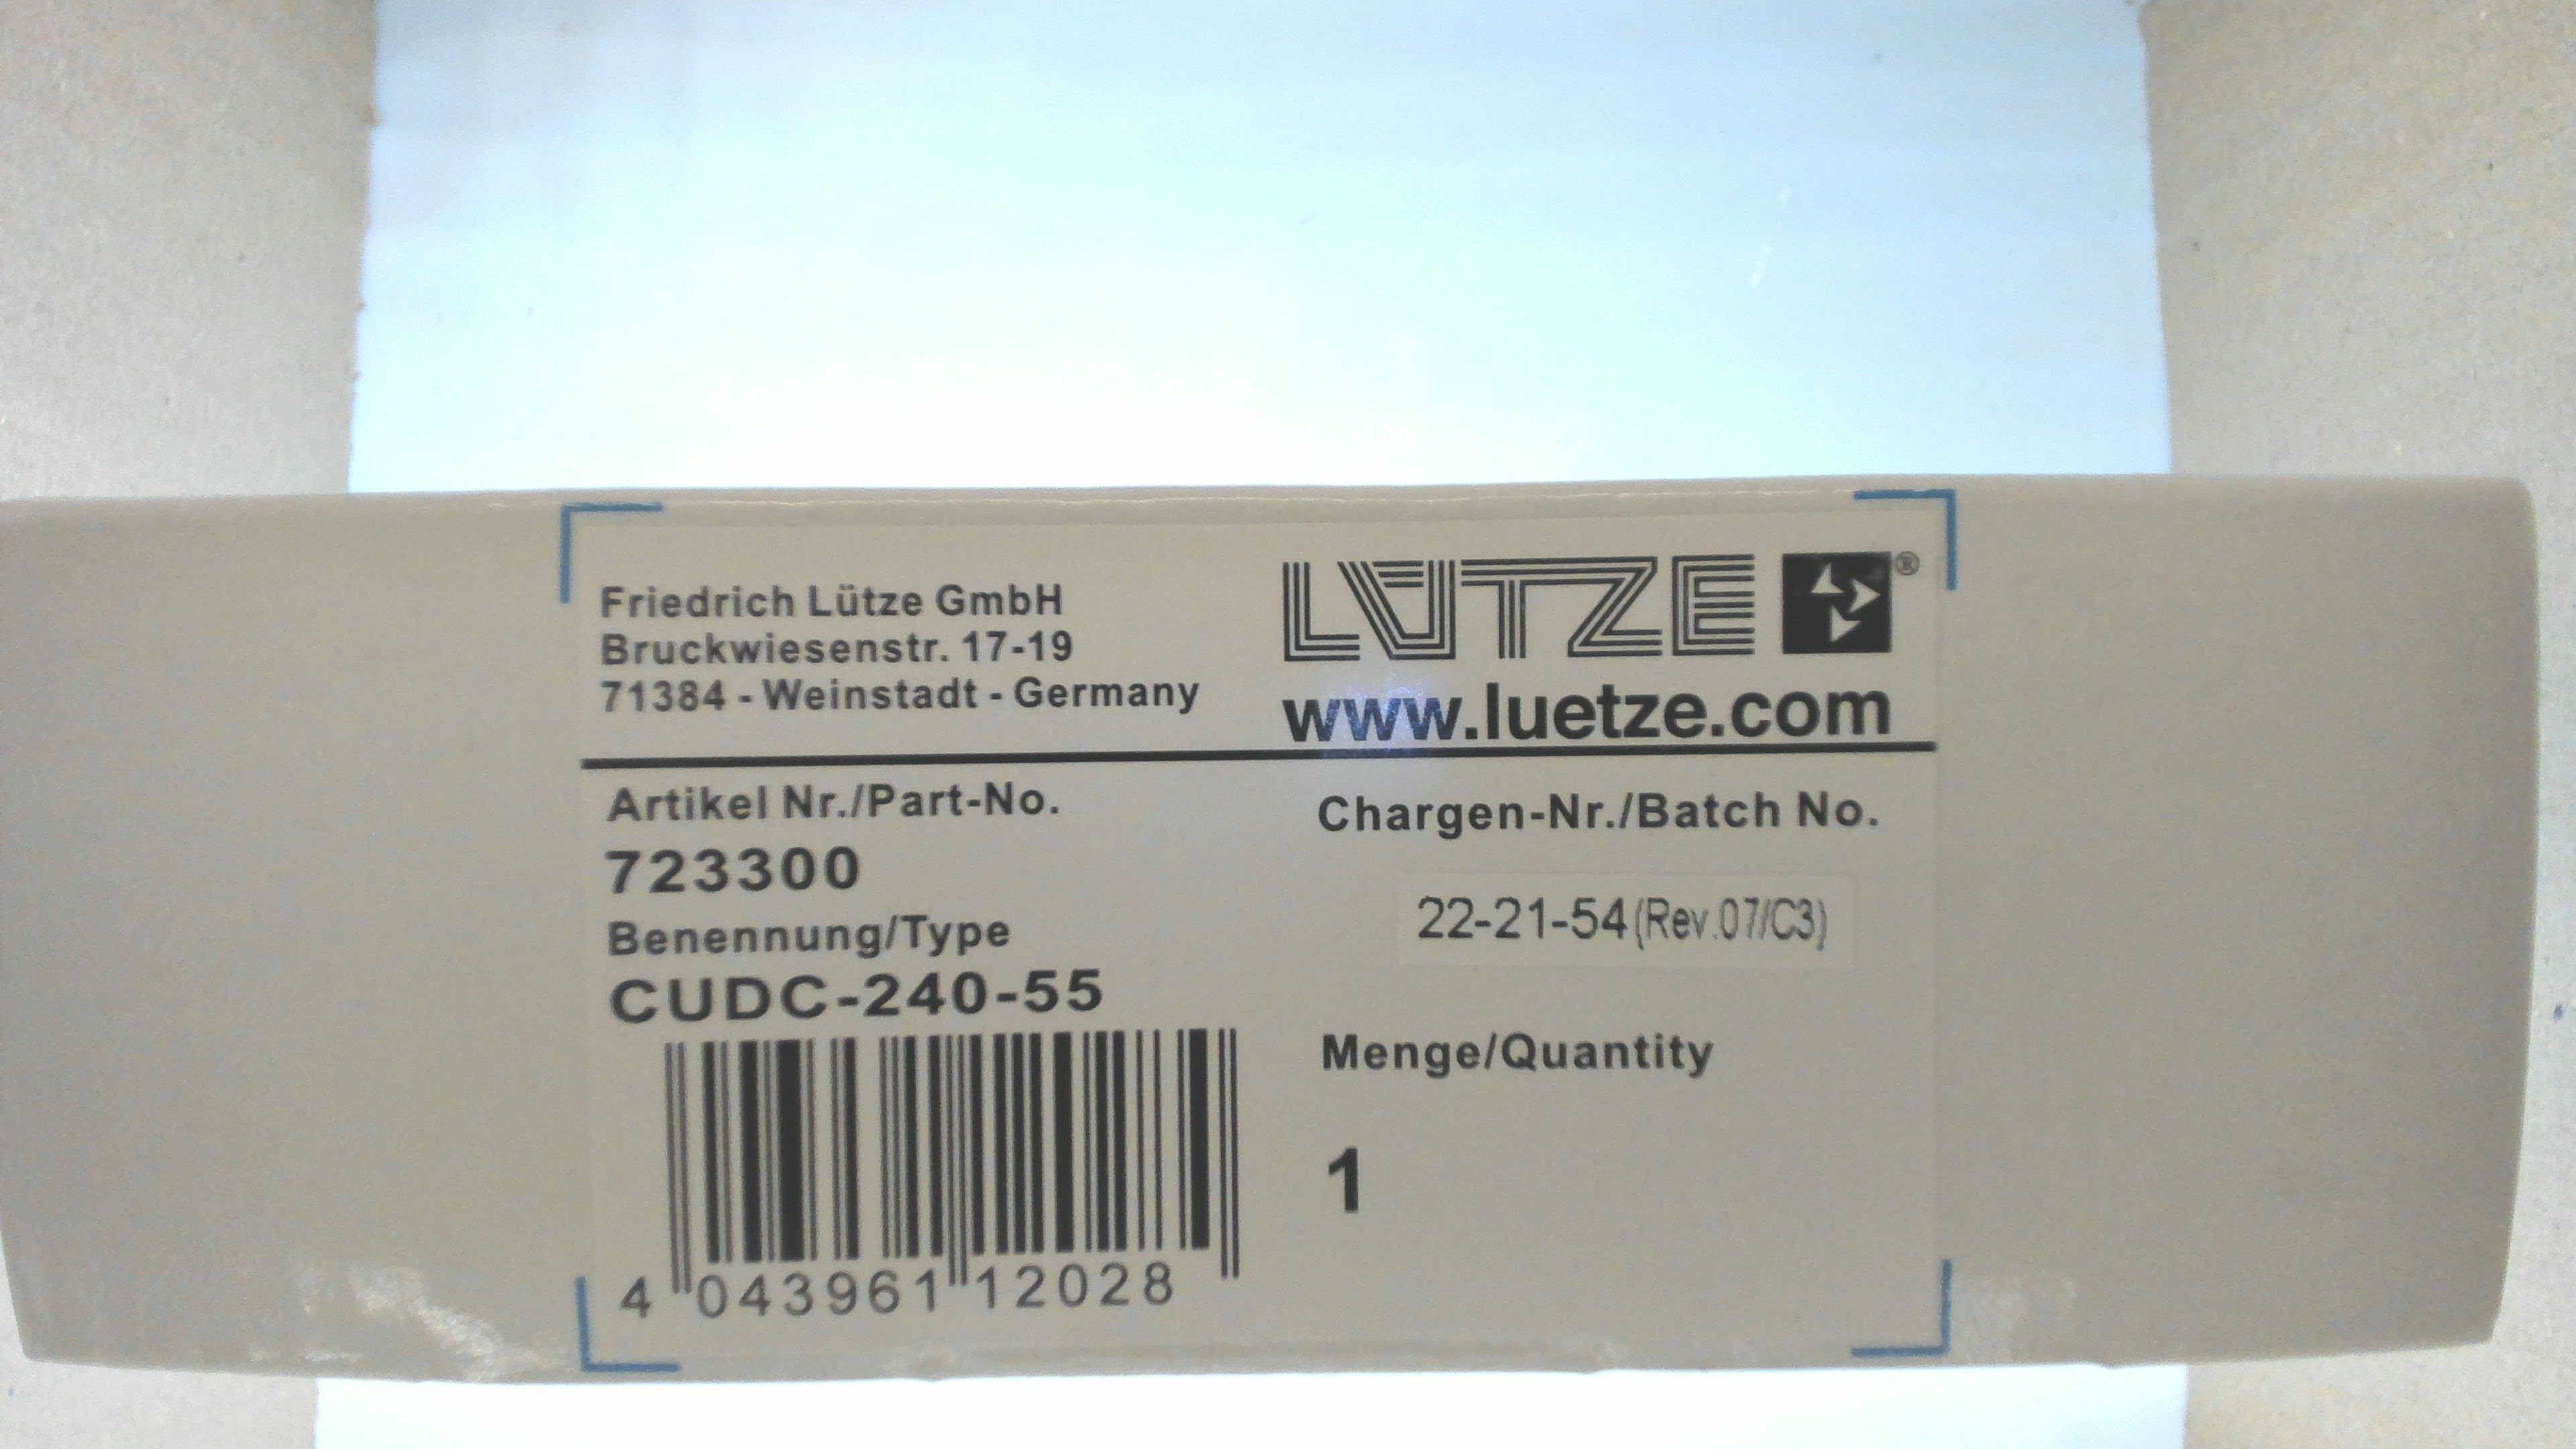 Friedrich Lütze GmbH
Bruckwiesenstr. 17-19
71384 - Weinstadt - Germany
LÜTZE ®
www.luetze.com
Artikel Nr./Part-No.
723300
Benennung/Type
CUDC-240-55
4 043961 12028
Chargen-Nr./Batch No.
22-21-54(Rev.07/C3)
Menge/Quantity
1